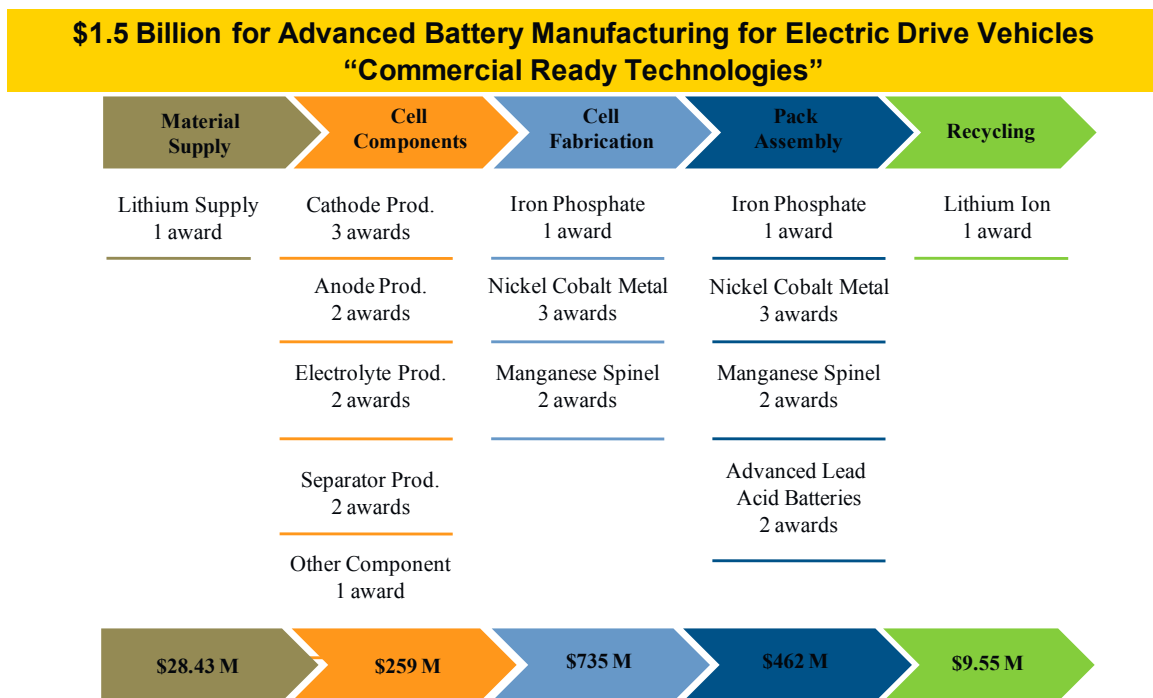 $1.5 Billion for Advanced Battery Manufacturing for Electric Drive Vehicles
“Commercial Ready Technologies”
Material
Supply
Cell
Components
Cell
Fabrication
Pack
Assembly
Recycling
Lithium Supply
1 award
Cathode Prod.
3 awards
Anode Prod.
2 awards
Electrolyte Prod.
2 awards
Separator Prod.
2 awards
Other Component
1 award
Iron Phosphate
1 award
Nickel Cobalt Metal
3 awards
Manganese Spinel
2 awards
Iron Phosphate
1 award
Nickel Cobalt Metal
3 awards
Manganese Spinel
2 awards
Advanced Lead
Acid Batteries
2 awards
Lithium Ion
1 award
$28.43 M
$259 M
$735 M
$462 M
$9.55 M